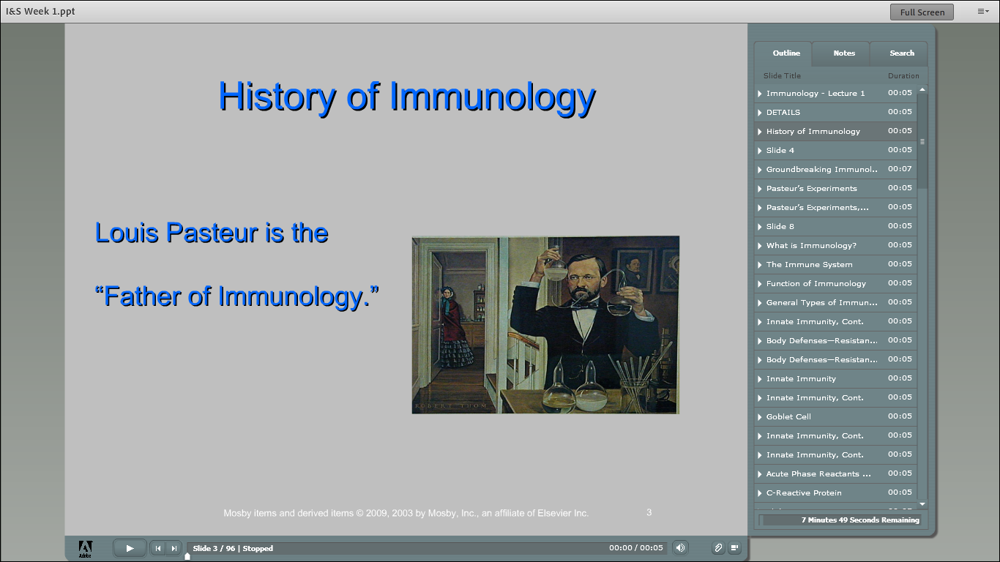 I&S Week 1.ppt
Full Screen
History of Immunology
Louis Pasteur is the
“Father of Immunology.”
ROBERT THOM
Mosby items and derived items © 2009, 2003 by Mosby, Inc., an affiliate of Elsevier Inc.
3
Outline Notes Search
Slide Title Duration
Immunology - Lecture 1 00:05
DETAILS 00:05
History of Immunology 00:05
Slide 4 00:05
Groundbreaking Immunol.. 00:07
Pasteur’s Experiments 00:05
Pasteur’s Experiments,... 00:05
Slide 8 00:05
What is Immunology? 00:05
The Immune System 00:05
Function of Immunology 00:05
General Types of Immun... 00:05
Innate Immunity, Cont. 00:05
Body Defenses—Resistan... 00:05
Body Defenses—Resistan... 00:05
Innate Immunity 00:05
Innate Immunity, Cont. 00:05
Goblet Cell 00:05
Innate Immunity, Cont. 00:05
Innate Immunity, Cont. 00:05
Acute Phase Reactants ... 00:05
C-Reactive Protein 00:05
7 Minutes 49 Seconds Remaining
Adobe
Slide 3 / 96 | Stopped 00:00 / 00:05